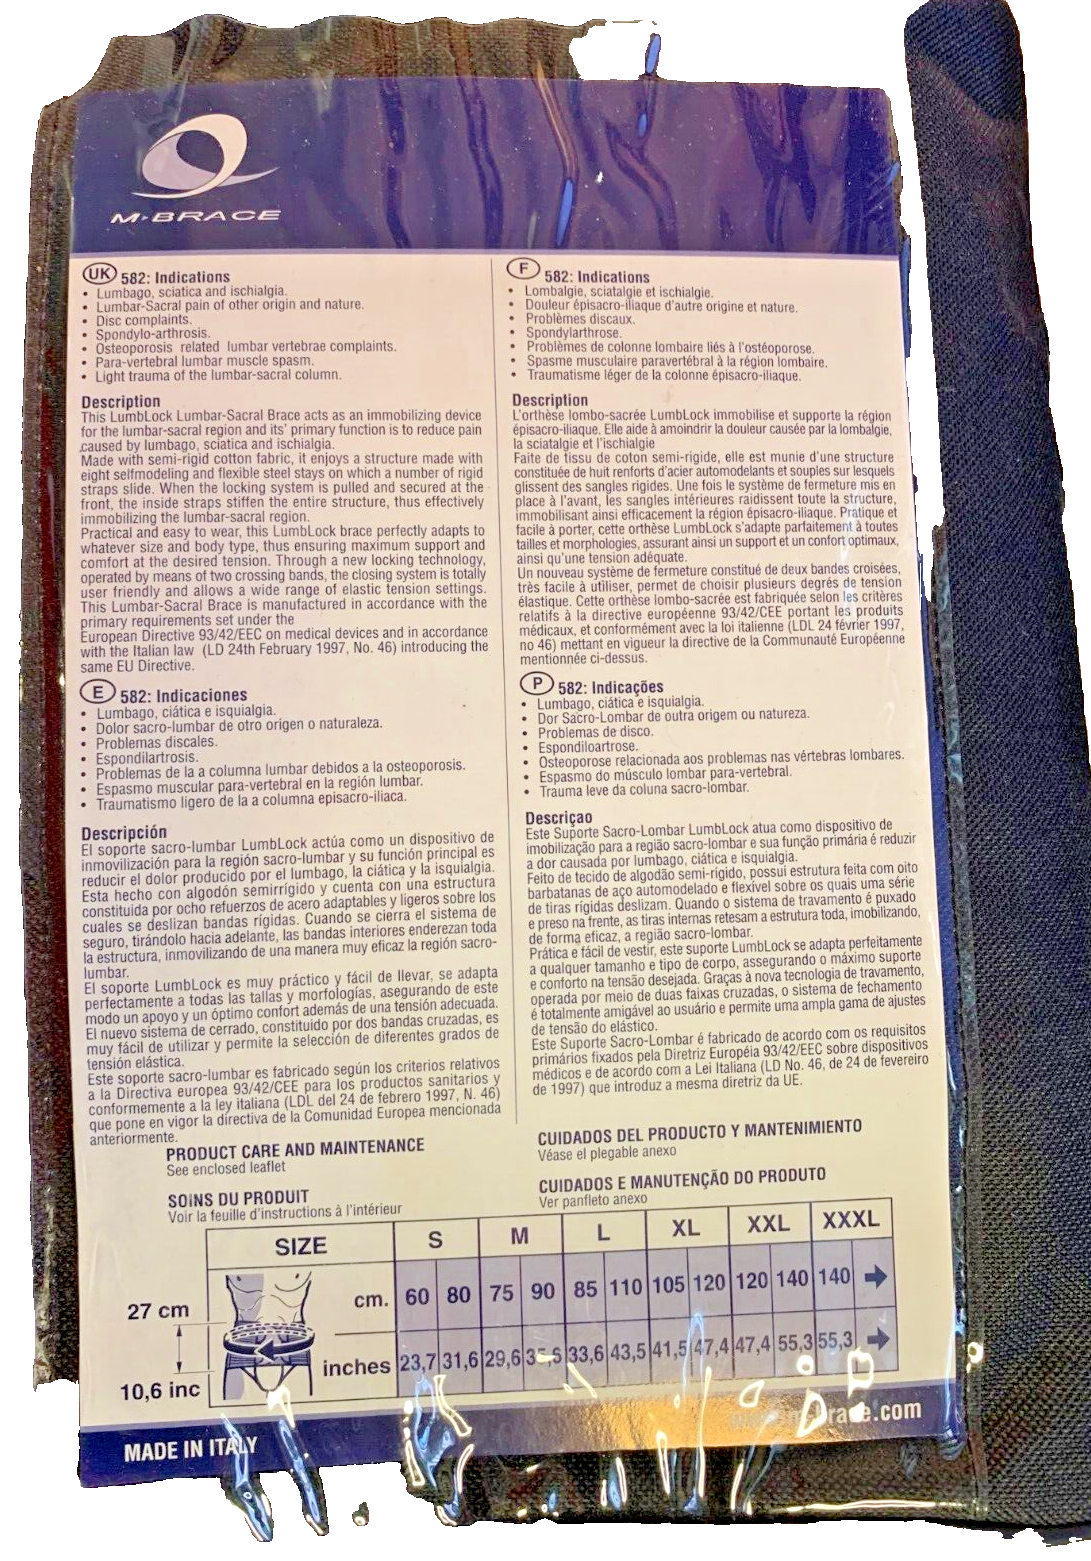 M-BRACE
UK 582: Indications
• Lumbago, sciatica and ischialgia.
• Lumbar-Sacral pain of other origin and nature.
• Disc complaints.
• Spondylo-arthrosis.
• Osteoporosis related lumbar vertebrae complaints.
• Para-vertebral lumbar muscle spasm.
• Light trauma of the lumbar-sacral column.
Description
This LumbLock Lumbar-Sacral Brace acts as an immobilizing device
for the lumbar-sacral region and its' primary function is to reduce pain
caused by lumbago, sciatica and ischialgia.
Made with semi-rigid cotton fabric, it enjoys a structure made with
eight selfmodeling and flexible steel stays on which a number of rigid
straps slide. When the locking system is pulled and secured at the
front, the inside straps stiffen the entire structure, thus effectively
immobilizing the lumbar-sacral region.
Practical and easy to wear, this LumbLock brace perfectly adapts to
whatever size and body type, thus ensuring maximum support and
comfort at the desired tension. Through a new locking technology,
operated by means of two crossing bands, the closing system is totally
user friendly and allows a wide range of elastic tension settings.
This Lumbar-Sacral Brace is manufactured in accordance with the
primary requirements set under the
European Directive 93/42/EEC on medical devices and in accordance
with the Italian law (LD 24th February 1997, No. 46) introducing the
same EU Directive.
F 582: Indications
• Lombalgie, sciatalgie et ischialgie.
• Douleur épisacro-iliaque d'autre origine et nature.
• Problèmes discaux.
• Spondylarthrose.
• Problèmes de colonne lombaire liés à l'ostéoporose.
• Spasme musculaire paravertébral à la région lombaire.
• Traumatisme léger de la colonne épisacro-iliaque.
Description
L'orthèse lombo-sacrée LumbLock immobilise et supporte la région
épisacro-iliaque. Elle aide à amoindrir la douleur causée par la lombalgie,
la sciatalgie et l'ischialgie
Faite de tissu de coton semi-rigide, elle est munie d'une structure
constituée de huit renforts d'acier automodelants et souples sur lesquels
glissent des sangles rigides. Une fois le système de fermeture mis en
place à l'avant, les sangles intérieures raidissent toute la structure,
immobilisant ainsi efficacement la région épisacro-iliaque. Pratique et
facile à porter, cette orthèse LumbLock s'adapte parfaitement à toutes
tailles et morphologies, assurant ainsi un support et un confort optimaux,
ainsi qu'une tension adéquate.
Un nouveau système de fermeture constitué de deux bandes croisées,
très facile à utiliser, permet de choisir plusieurs degrés de tension
élastique. Cette orthèse lombo-sacrée est fabriquée selon les critères
relatifs à la directive européenne 93/42/CEE portant les produits
médicaux, et conformément avec la loi italienne (LDL 24 février 1997,
no 46) mettant en vigueur la directive de la Communauté Européenne
mentionnée ci-dessus.
E 582: Indicaciones
• Lumbago, ciática e isquialgia.
• Dolor sacro-lumbar de otro origen o naturaleza.
• Problemas discales.
• Espondilartrosis.
• Problemas de la a columna lumbar debidos a la osteoporosis.
• Espasmo muscular para-vertebral en la región lumbar.
• Traumatismo ligero de la a columna episacro-iliaca.
Descripción
El soporte sacro-lumbar LumbLock actúa como un dispositivo de
inmovilización para la región sacro-lumbar y su función principal es
reducir el dolor producido por el lumbago, la ciática y la isquialgia.
Esta hecho con algodón semirrígido y cuenta con una estructura
constituida por ocho refuerzos de acero adaptables y ligeros sobre los
cuales se deslizan bandas rígidas. Cuando se cierra el sistema de
seguro, tirándolo hacia adelante, las bandas interiores enderezan toda
la estructura, inmovilizando de una manera muy eficaz la región sacro-
lumbar.
El soporte LumbLock es muy práctico y fácil de llevar, se adapta
perfectamente a todas las tallas y morfologías, asegurando de este
modo un apoyo y un óptimo confort además de una tensión adecuada.
El nuevo sistema de cerrado, constituido por dos bandas cruzadas, es
muy fácil de utilizar y permite la selección de diferentes grados de
tensión elástica.
Este soporte sacro-lumbar es fabricado según los criterios relativos
a la Directiva europea 93/42/CEE para los productos sanitarios y
conformemente a la ley italiana (LDL del 24 de febrero 1997, N. 46)
que pone en vigor la directiva de la Comunidad Europea mencionada
anteriormente.
P 582: Indicações
• Lumbago, ciática e isquialgia.
• Dor Sacro-Lombar de outra origem ou natureza.
• Problemas de disco.
• Espondiloartrose.
• Osteoporose relacionada aos problemas nas vértebras lombares.
• Espasmo do músculo lombar para-vertebral.
• Trauma leve da coluna sacro-lombar.
Descriçao
Este Suporte Sacro-Lombar LumbLock atua como dispositivo de
imobilização para a região sacro-lombar e sua função primária é reduzir
a dor causada por lumbago, ciática e isquialgia.
Feito de tecido de algodão semi-rígido, possui estrutura feita com oito
barbatanas de aço automodelado e flexível sobre os quais uma série
de tiras rígidas deslizam. Quando o sistema de travamento é puxado
e preso na frente, as tiras internas retesam a estrutura toda, imobilizando,
de forma eficaz, a região sacro-lombar.
Prática e fácil de vestir, este suporte LumbLock se adapta perfeitamente
a qualquer tamanho e tipo de corpo, assegurando o máximo suporte
e conforto na tensão desejada. Graças à nova tecnologia de travamento,
operada por meio de duas faixas cruzadas, o sistema de fechamento
é totalmente amigável ao usuário e permite uma ampla gama de ajustes
de tensão do elástico.
Este Suporte Sacro-Lombar é fabricado de acordo com os requisitos
primários fixados pela Diretriz Européia 93/42/EEC sobre dispositivos
médicos e de acordo com a Lei Italiana (LD No. 46, de 24 de fevereiro
de 1997) que introduz a mesma diretriz da UE.
PRODUCT CARE AND MAINTENANCE
See enclosed leaflet
SOINS DU PRODUIT
Voir la feuille d'instructions à l'intérieur
CUIDADOS DEL PRODUCTO Y MANTENIMIENTO
Véase el plegable anexo
CUIDADOS E MANUTENÇÃO DO PRODUTO
Ver panfleto anexo
SIZE S M L XL XXL XXXL
cm. 60 80 75 90 85 110 105 120 120 140 140
inches 23,7 31,6 29,6 33,6 43,5 41,5 47,4 47,4 55,3 55,3
27 cm
10,6 inc
MADE IN ITALY
.com